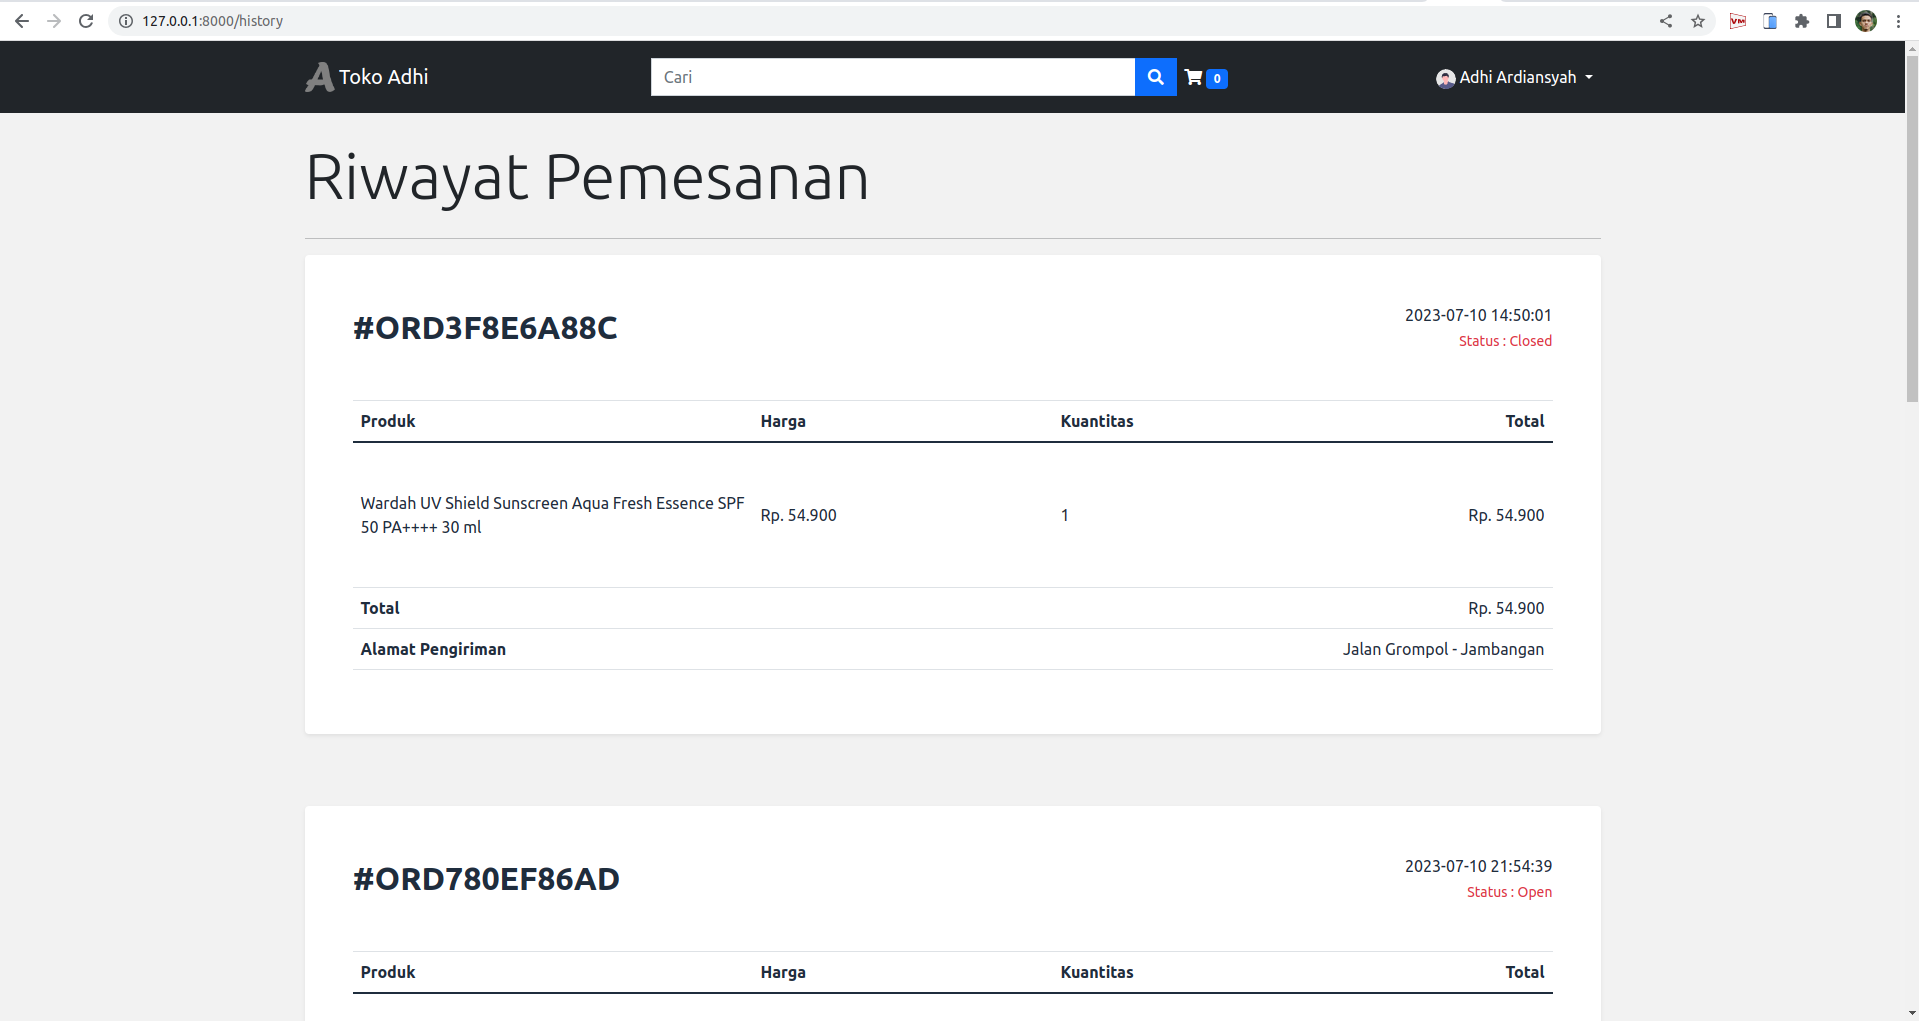 127.0.0.1:8000/history
VM
Toko Adhi
Cari
0
Adhi Ardiansyah
Riwayat Pemesanan
#ORD3F8E6A88C
2023-07-10 14:50:01
Status : Closed
Produk Harga Kuantitas Total
Wardah UV Shield Sunscreen Aqua Fresh Essence SPF
50 PA++++ 30 ml
Rp. 54.900 1 Rp. 54.900
Total Rp. 54.900
Alamat Pengiriman Jalan Grompol - Jambangan
#ORD780EF86AD
2023-07-10 21:54:39
Status : Open
Produk Harga Kuantitas Total